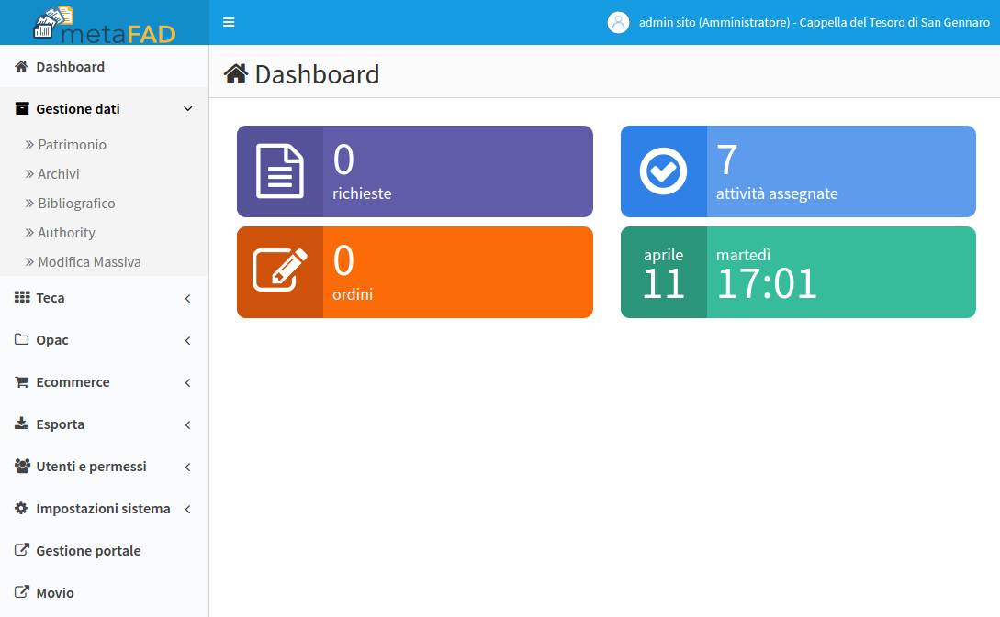 metaFAD
admin sito (Amministratore) - Cappella del Tesoro di San Gennaro
Dashboard
Gestione dati
Patrimonio
Archivi
Bibliografico
Authority
Modifica Massiva
Teca
Opac
Ecommerce
Esporta
Utenti e permessi
Impostazioni sistema
Gestione portale
Movio
Dashboard
0
richieste
7
attività assegnate
0
ordini
aprile
11
martedì
17:01